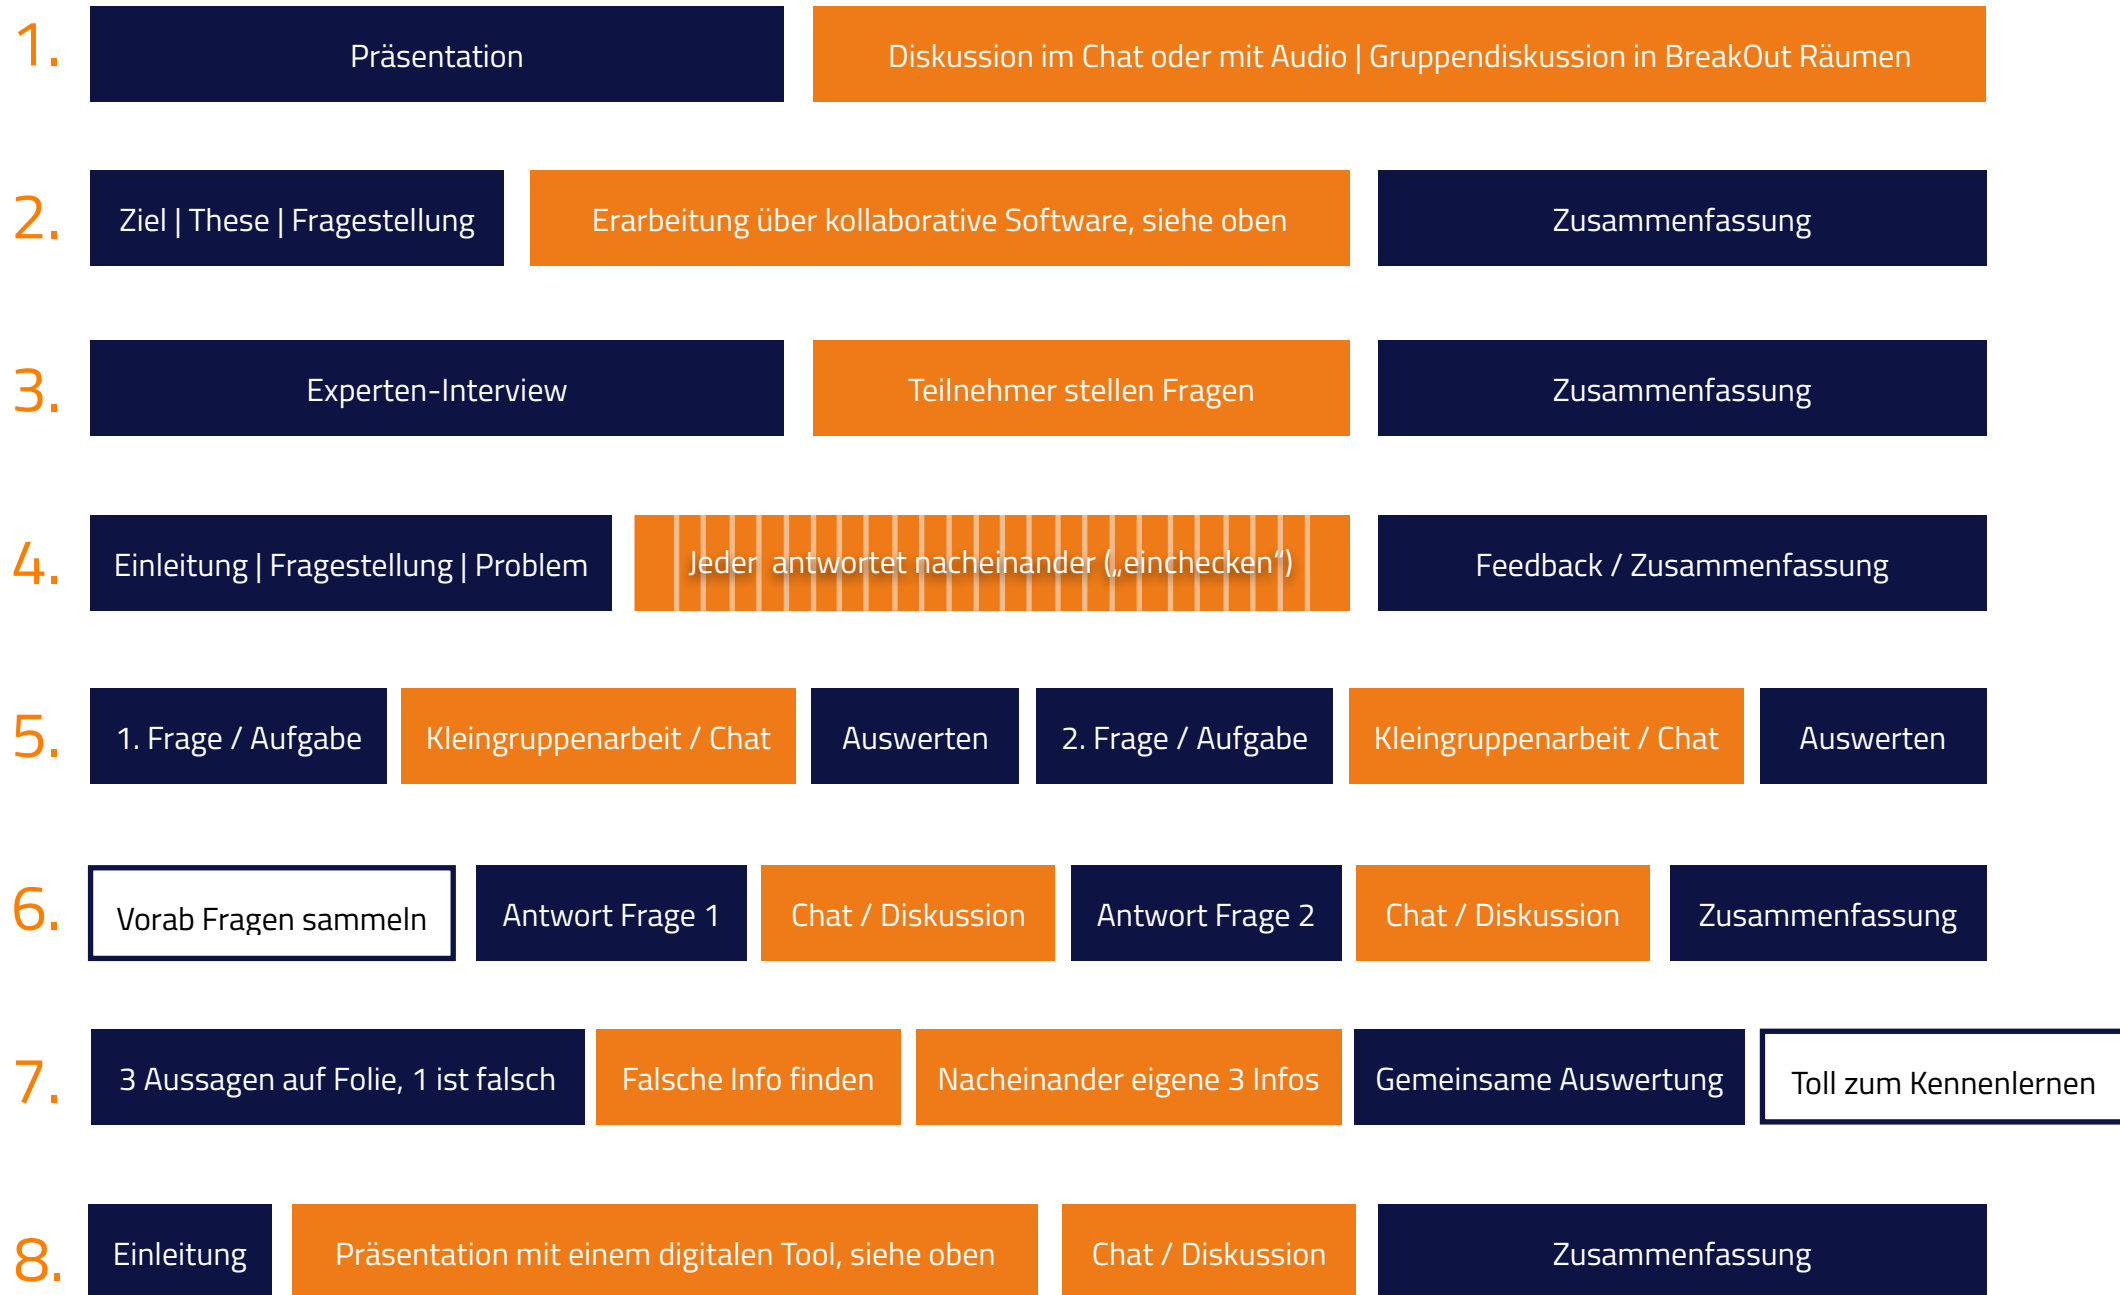 1. Präsentation Diskussion im Chat oder mit Audio | Gruppendiskussion in BreakOut Räumen
2. Ziel | These | Fragestellung Erarbeitung über kollaborative Software, siehe oben Zusammenfassung
3. Experten-Interview Teilnehmer stellen Fragen Zusammenfassung
4. Einleitung | Fragestellung | Problem Jeder antwortet nacheinander („einchecken“) Feedback / Zusammenfassung
5. 1. Frage / Aufgabe Kleingruppenarbeit / Chat Auswerten 2. Frage / Aufgabe Kleingruppenarbeit / Chat Auswerten
6. Vorab Fragen sammeln Antwort Frage 1 Chat / Diskussion Antwort Frage 2 Chat / Diskussion Zusammenfassung
7. 3 Aussagen auf Folie, 1 ist falsch Falsche Info finden Nacheinander eigene 3 Infos Gemeinsame Auswertung Toll zum Kennenlernen
8. Einleitung Präsentation mit einem digitalen Tool, siehe oben Chat / Diskussion Zusammenfassung